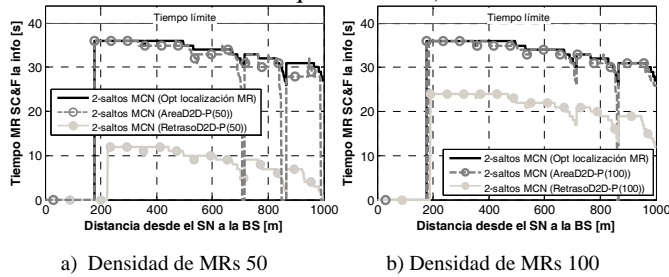 Tiempo límite
40
30
20
10
0
Tiempo MR SC&F la info [s]
2-saltos MCN (Opt localización MR)
2-saltos MCN (AreaD2D-P(50))
2-saltos MCN (RetrasoD2D-P(50))
0 200 400 600 800 1000
Distancia desde el SN a la BS [m]
a) Densidad de MRs 50
Tiempo límite
40
30
20
10
0
Tiempo MR SC&F la info [s]
2-saltos MCN (Opt localización MR)
2-saltos MCN (AreaD2D-P(100))
2-saltos MCN (RetrasoD2D-P(100))
0 200 400 600 800 1000
Distancia desde el SN a la BS [m]
b) Densidad de MRs 100